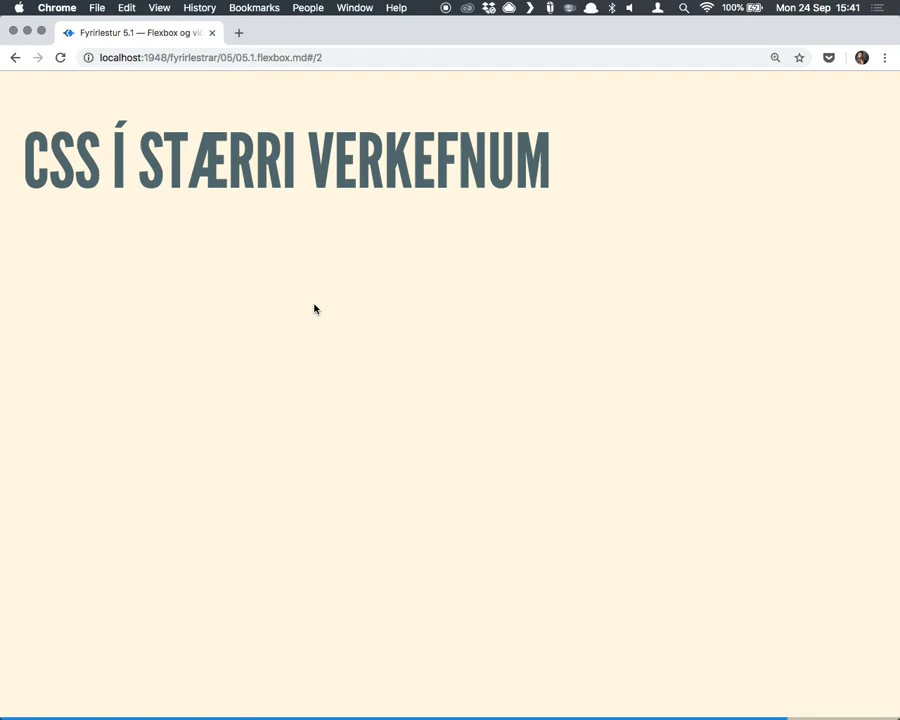 Chrome File Edit View History Bookmarks People Window Help 100% Mon 24 Sep 15:41
Fyrirlestur 5.1 — Flexbox og við
localhost:1948/fyrirlestrar/05/05.1.flexbox.md#/2
CSS Í STÆRRI VERKEFNUM